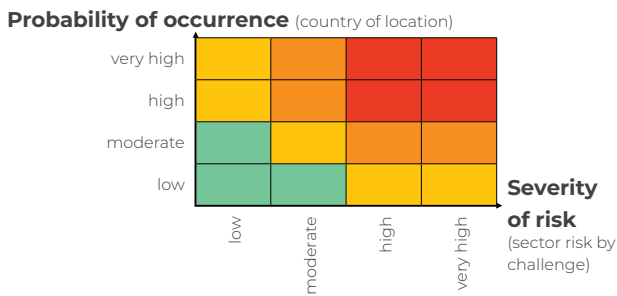 Probability of occurrence (country of location)
very high
high
moderate
low
low
moderate
high
very high
Severity
of risk
(sector risk by
challenge)